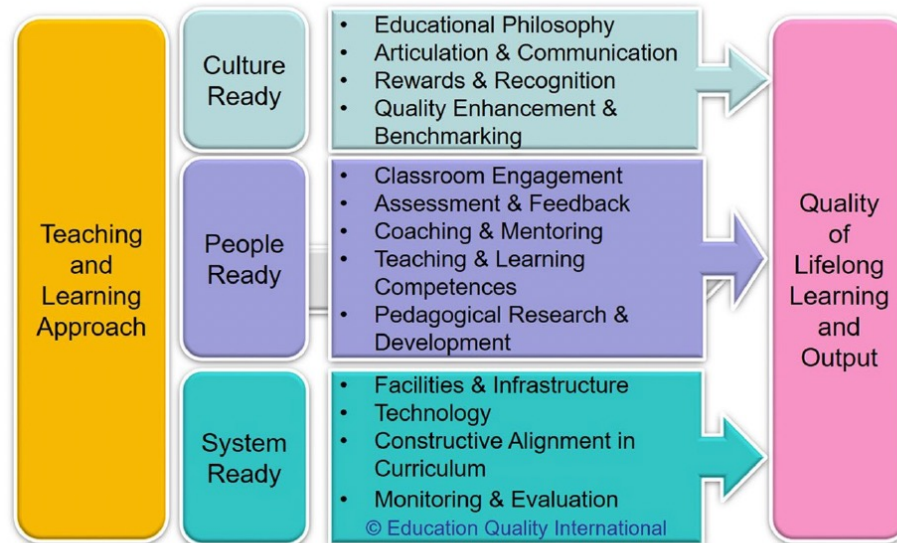 Teaching
and
Learning
Approach
Culture
Ready
• Educational Philosophy
• Articulation & Communication
• Rewards & Recognition
• Quality Enhancement &
Benchmarking
People
Ready
• Classroom Engagement
• Assessment & Feedback
• Coaching & Mentoring
• Teaching & Learning
Competences
• Pedagogical Research &
Development
System
Ready
• Facilities & Infrastructure
• Technology
• Constructive Alignment in
Curriculum
• Monitoring & Evaluation
© Education Quality International
Quality
of
Lifelong
Learning
and
Output